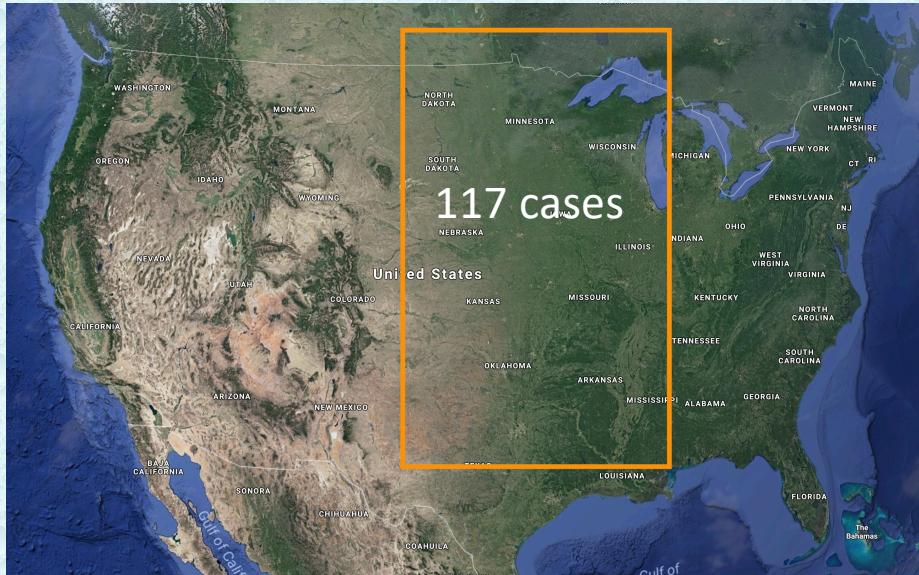 MAINE
WASHINGTON
NORTH
DAKOTA
MONTANA
VERMONT
MINNESOTA
NEW
HAMPSHIRE
WISCONSIN
NEW YORK
MICHIGAN
OREGON
SOUTH
DAKOTA
CT
RI
IDAHO
WYOMING
PENNSYLVANIA
117 cases
NJ
NEBRASKA
OHIO
DE
ILLINOIS
INDIANA
NEVADA
WEST
VIRGINIA
United States
VIRGINIA
UTAH
COLORADO
KANSAS
MISSOURI
KENTUCKY
NORTH
CAROLINA
CALIFORNIA
TENNESSEE
SOUTH
CAROLINA
OKLAHOMA
ARKANSAS
ARIZONA
NEW MEXICO
MISSISSIPPI
ALABAMA
GEORGIA
TEXAS
BAJA
CALIFORNIA
LOUISIANA
SONORA
FLORIDA
CHIHUAHUA
The
Bahamas
COAHUILA
Gulf of Cali
Gulf of